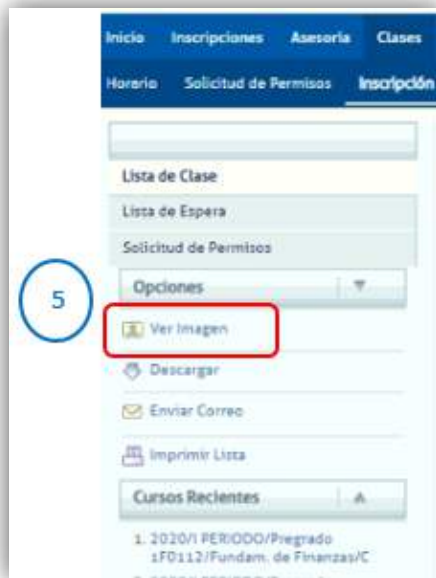 Inicio Inscripciones Asesoría Clases
Horario Solicitud de Permisos Inscripción
Lista de Clase
Lista de Espera
Solicitud de Permisos
Opciones
5
Ver Imagen
Descargar
Enviar Correo
Imprimir Lista
Cursos Recientes
1. 2020/I PERIODO/Pregrado
1F0112/Fundam. de Finanzas/C